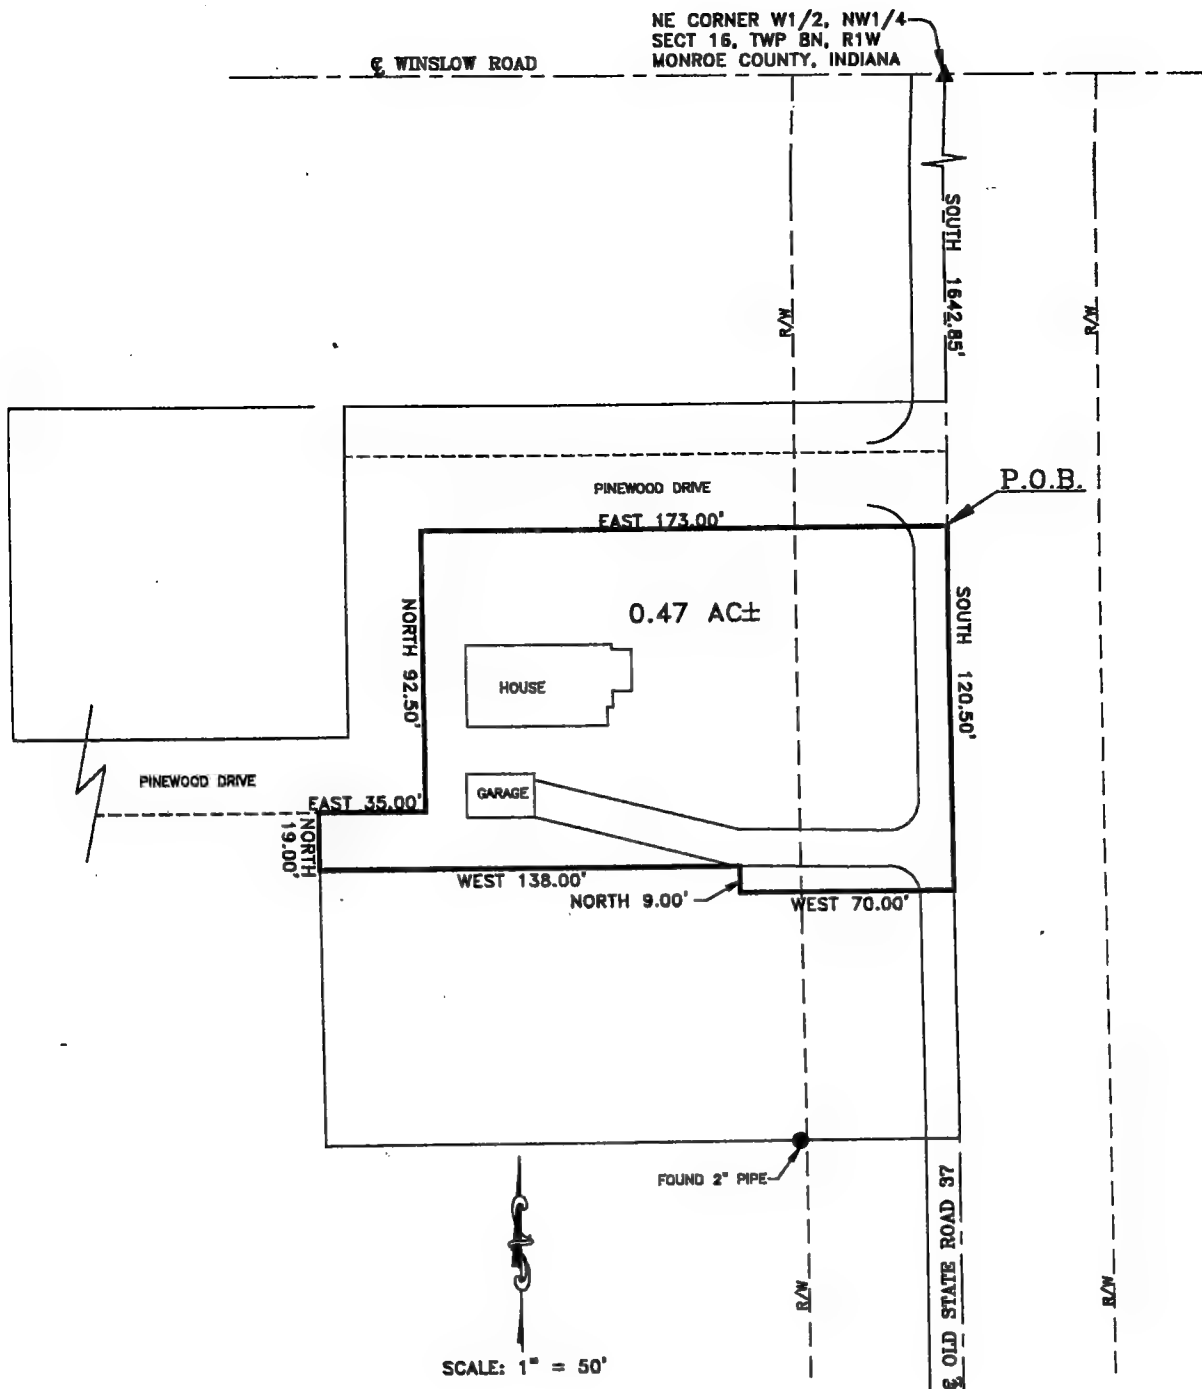 NE CORNER W1/2, NW1/4
SECT 16, TWP 8N, R1W
MONROE COUNTY, INDIANA
℄ WINSLOW ROAD
SOUTH 1642.85'
R/W
R/W
P.O.B.
PINEWOOD DRIVE
EAST 173.00'
0.47 AC±
NORTH 92.50'
SOUTH 120.50'
HOUSE
PINEWOOD DRIVE
GARAGE
EAST 35.00'
NORTH
19.00'
WEST 138.00'
NORTH 9.00'
WEST 70.00'
FOUND 2" PIPE
℄ OLD STATE ROAD 37
R/W
R/W
SCALE: 1" = 50'